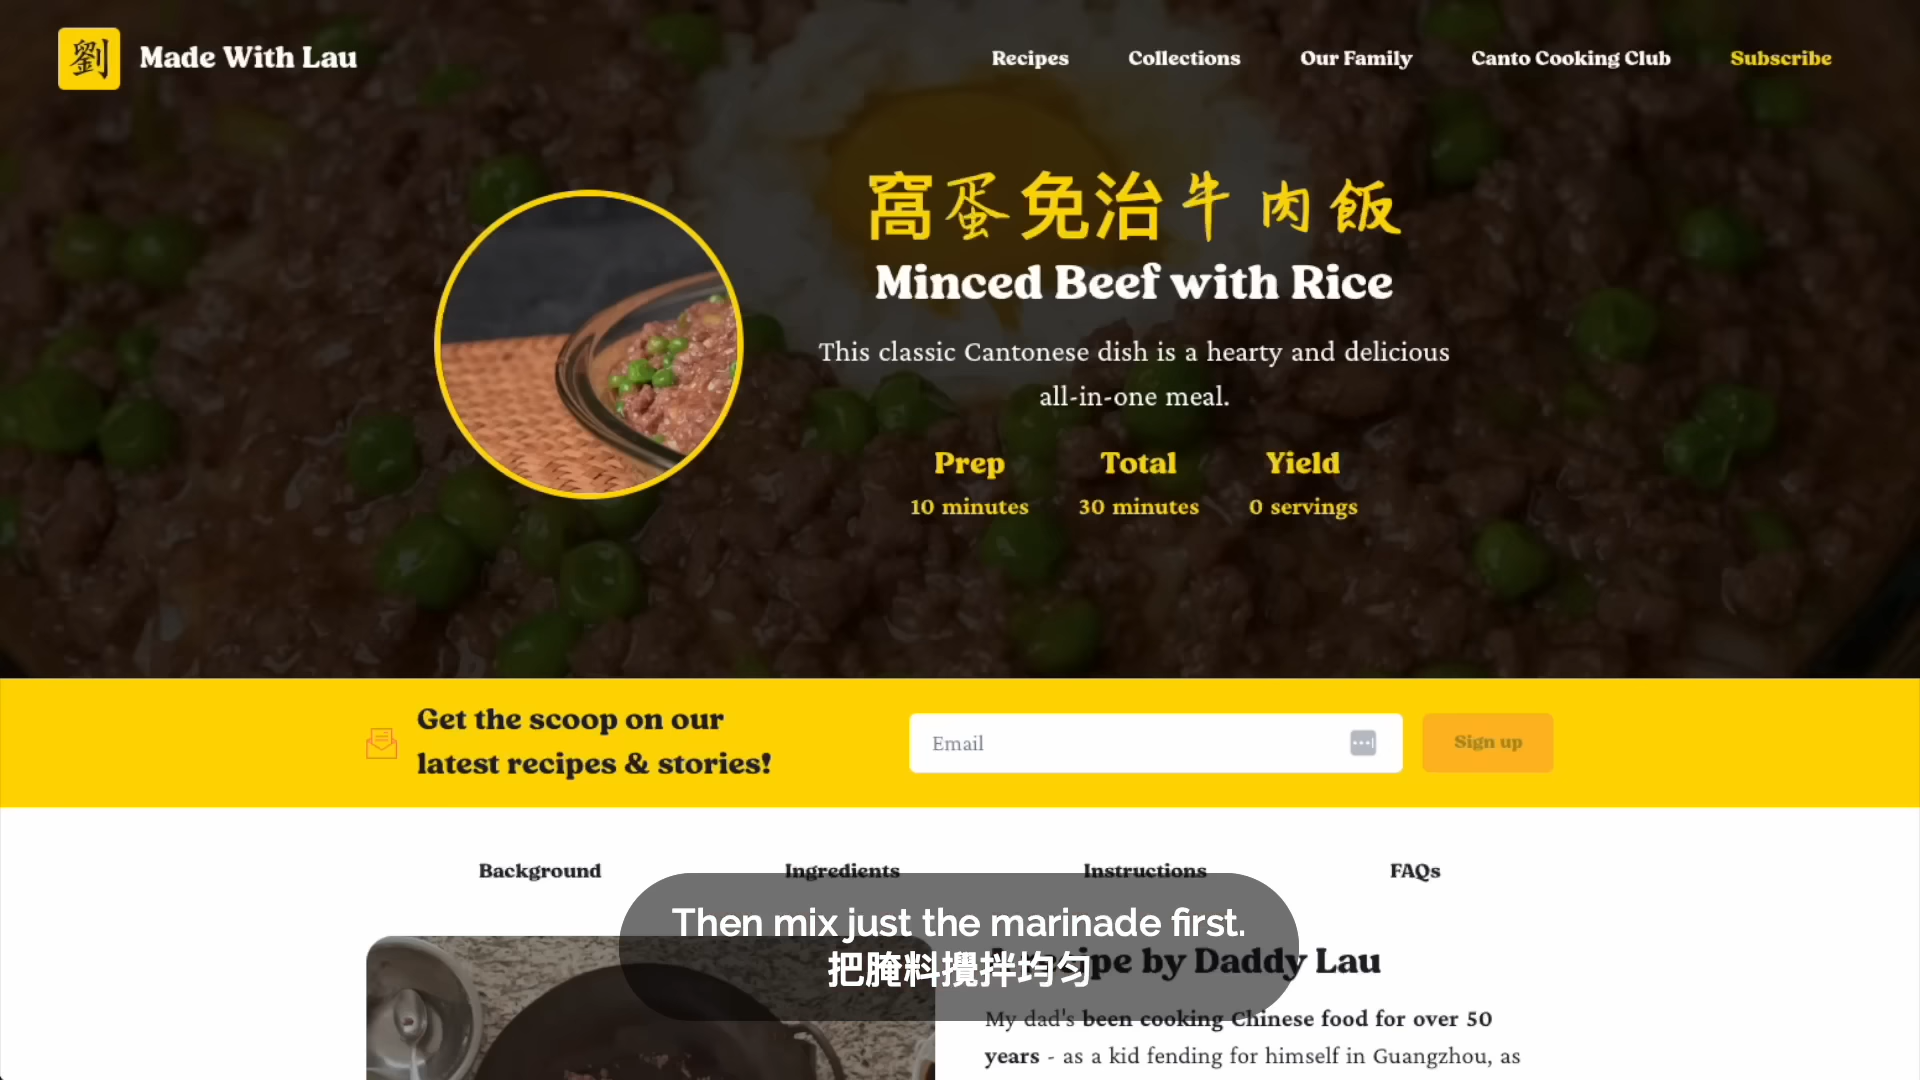 劉
Made With Lau
Recipes
Collections
Our Family
Canto Cooking Club
Subscribe
窩蛋免治牛肉飯
Minced Beef with Rice
This classic Cantonese dish is a hearty and delicious
all-in-one meal.
Prep
Total
Yield
10 minutes
30 minutes
0 servings
Get the scoop on our
latest recipes & stories!
Email
Sign up
Background
Ingredients
Instructions
FAQs
Then mix just the marinade first.
把腌料攪拌均匀
by Daddy Lau
My dad's been cooking Chinese food for over 50
years - as a kid fending for himself in Guangzhou, as